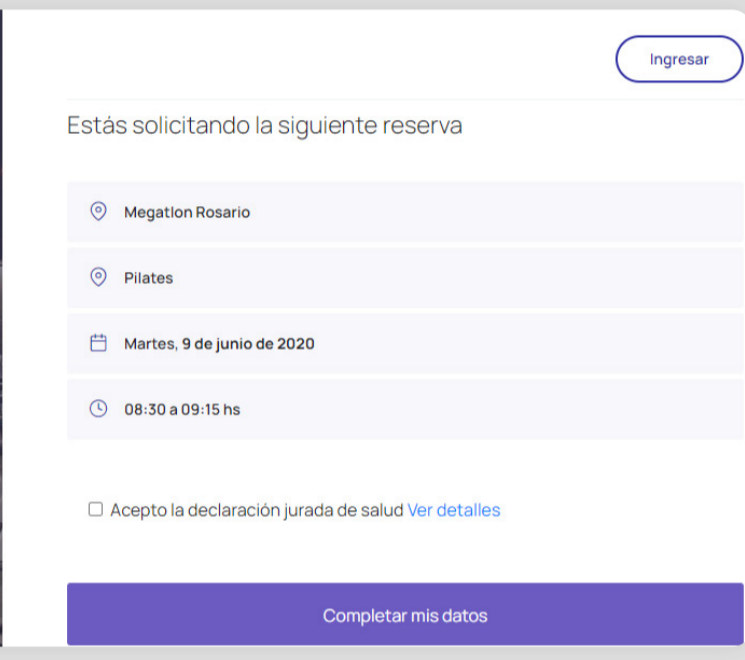 Ingresar
Estás solicitando la siguiente reserva
Megatlon Rosario
Pilates
Martes, 9 de junio de 2020
08:30 a 09:15 hs
Acepto la declaración jurada de salud Ver detalles
Completar mis datos